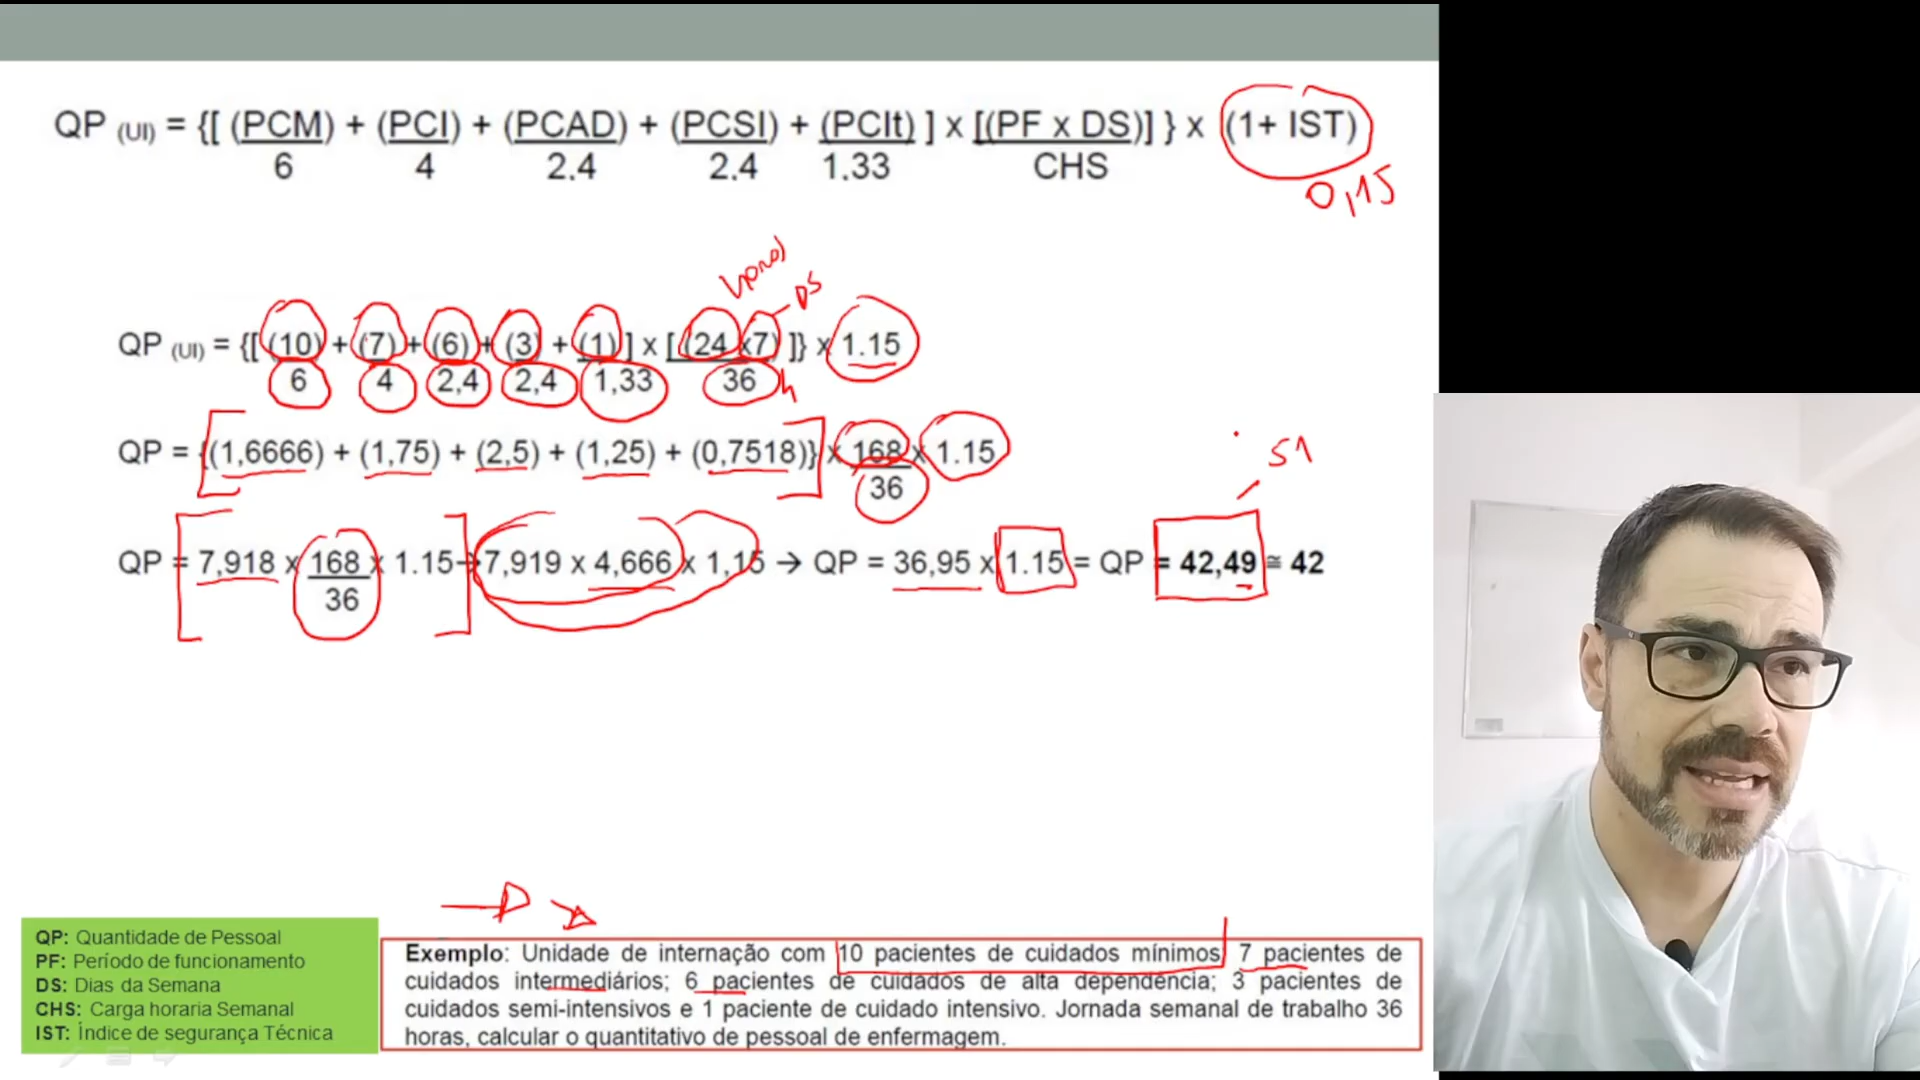 QP (UI) = {[ (PCM) + (PCI) + (PCAD) + (PCSI) + (PCIt) ] x [(PF x DS)] } x (1+ IST)
6 4 2.4 2.4 1.33 CHS
0,15
horas
DS
QP (UI) = {[ (10) + (7) + (6) + (3) + (1) ] x [ (24 x7) ]} x 1.15
6 4 2,4 2,4 1,33 36 h
QP = {(1,6666) + (1,75) + (2,5) + (1,25) + (0,7518)} x 168 x 1.15
36
51
QP = 7,918 x 168 x 1.15→ 7,919 x 4,666 x 1,15 → QP = 36,95 x 1.15 = QP = 42,49 ≅ 42
36
QP: Quantidade de Pessoal
PF: Período de funcionamento
DS: Dias da Semana
CHS: Carga horaria Semanal
IST: Índice de segurança Técnica
Exemplo: Unidade de internação com 10 pacientes de cuidados mínimos; 7 pacientes de
cuidados intermediários; 6 pacientes de cuidados de alta dependência; 3 pacientes de
cuidados semi-intensivos e 1 paciente de cuidado intensivo. Jornada semanal de trabalho 36
horas, calcular o quantitativo de pessoal de enfermagem.